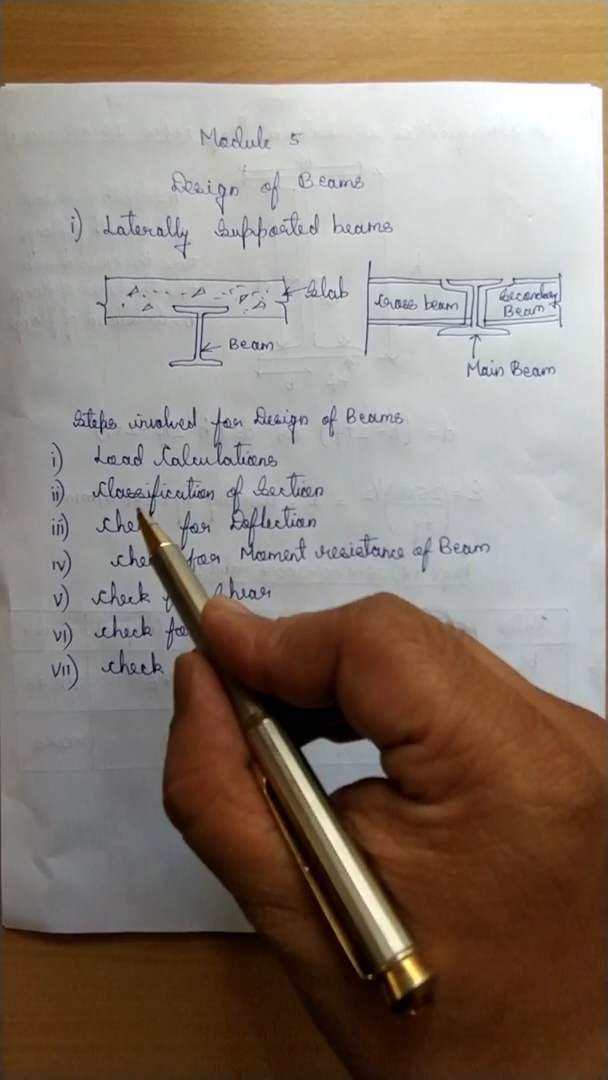 Module 5
Design of Beams
i) Laterally Supported beams
Slab
Beam
Cross beam
Secondary
Beam
Main Beam
Steps involved for Design of Beams
i) Load Calculations
ii) Classification of Section
iii) for Deflection
iv) for Moment resistance of Beam
v) check Shear
vi) check
vii) check